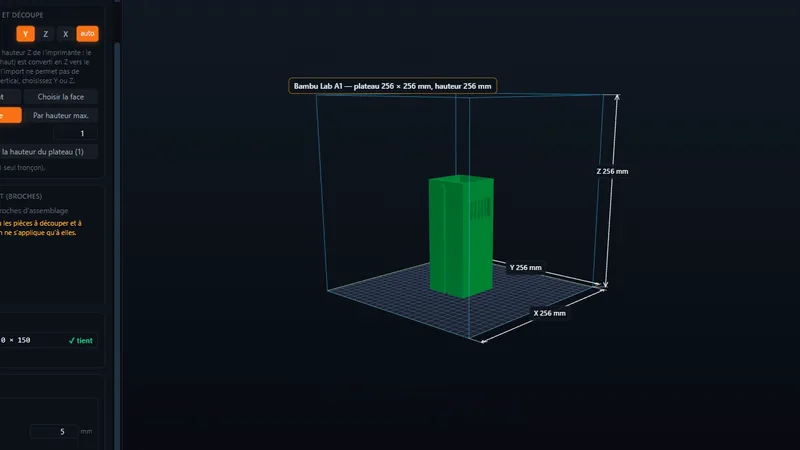 ET DÉCOUPE
Y Z X auto
hauteur Z de l'imprimante : le
haut) est converti en Z vers le
l'import ne permet pas de
vertical, choisissez Y ou Z.
Choisir la face
Par hauteur max.
1
la hauteur du plateau (1)
seul tronçon).
T (BROCHES)
roches d'assemblage
les pièces à découper et à
n ne s'applique qu'à elles.
0 × 150 ✓ tient
5 mm
Bambu Lab A1 — plateau 256 × 256 mm, hauteur 256 mm
Z 256 mm
Y 256 mm
X 256 mm